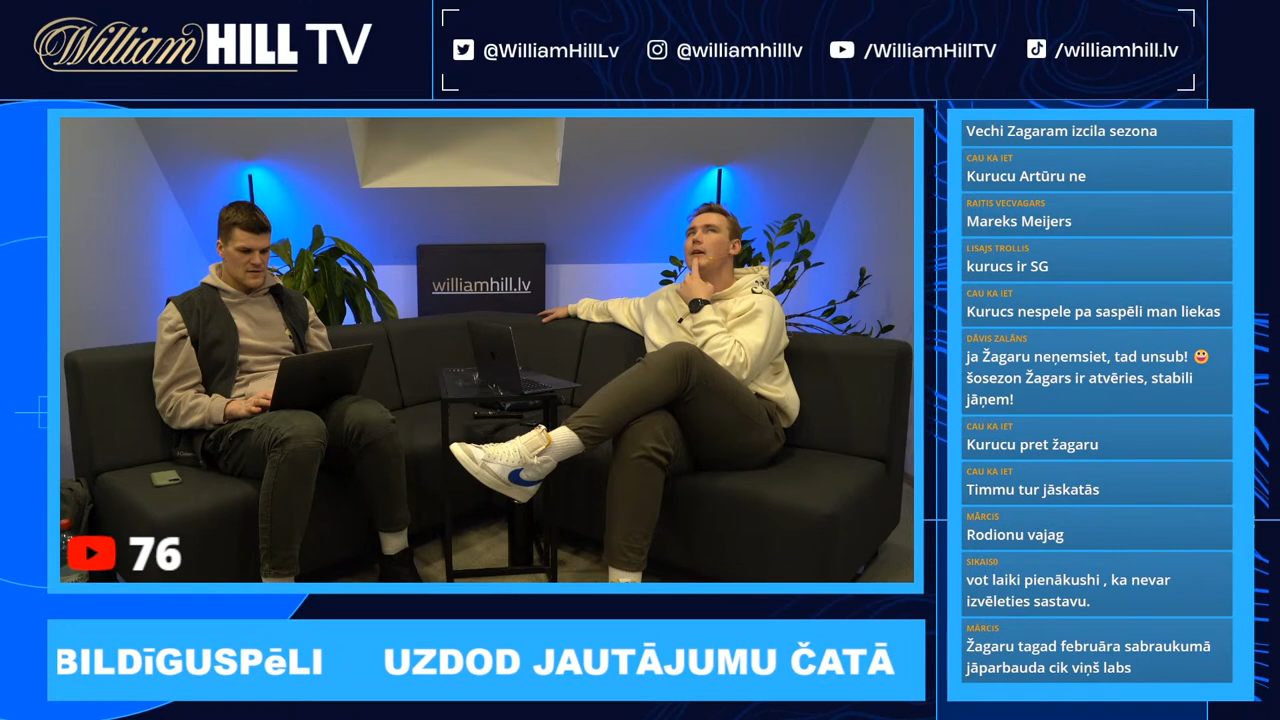 William HILL TV
@WilliamHillLv
@williamhilllv
/WilliamHillTV
/williamhill.lv
williamhill.lv
76
BILDīGUSPēLI UZDOD JAUTĀJUMU ČATĀ
Vechi Zagaram izcila sezona
CAU KA IET
Kurucu Artūru ne
RAITIS VECVAGARS
Mareks Meijers
LISAJS TROLLIS
kurucs ir SG
CAU KA IET
Kurucs nespele pa saspēli man liekas
DĀVIS ZALĀNS
ja Žagaru neņemsiet, tad unsub! 😀
šosezon Žagars ir atvēries, stabili
jāņem!
CAU KA IET
Kurucu pret žagaru
CAU KA IET
Timmu tur jāskatās
MĀRCIS
Rodionu vajag
SIKAIS0
vot laiki pienākushi , ka nevar
izvēleties sastavu.
MĀRCIS
Žagaru tagad februāra sabraukumā
jāparbauda cik viņš labs